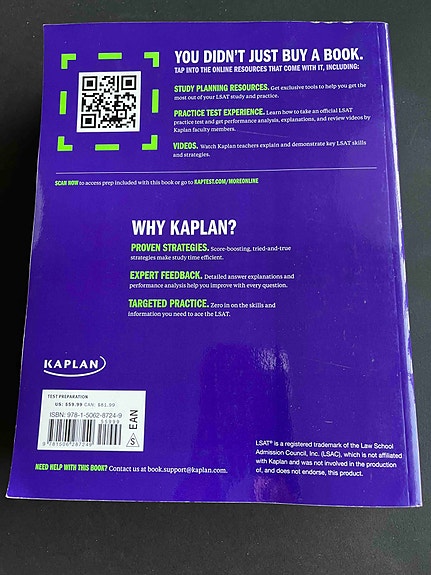 YOU DIDN'T JUST BUY A BOOK.
TAP INTO THE ONLINE RESOURCES THAT COME WITH IT, INCLUDING:
STUDY PLANNING RESOURCES. Get exclusive tools to help you get the
most out of your LSAT study and practice.
PRACTICE TEST EXPERIENCE. Learn how to take an official LSAT
practice test and get performance analysis, explanations, and review videos by
Kaplan faculty members.
VIDEOS. Watch Kaplan teachers explain and demonstrate key LSAT skills
and strategies.
SCAN NOW to access prep included with this book or go to KAPTEST.COM/MOREONLINE
WHY KAPLAN?
PROVEN STRATEGIES. Score-boosting, tried-and-true
strategies make study time efficient.
EXPERT FEEDBACK. Detailed answer explanations and
performance analysis help you improve with every question.
TARGETED PRACTICE. Zero in on the skills and
information you need to ace the LSAT.
KAPLAN
TEST PREPARATION
US: $59.99 CAN: $81.99
ISBN: 978-1-5062-8724-9
55999
9 781506 287249
EAN
S
LSAT® is a registered trademark of the Law School
Admission Council, Inc. (LSAC), which is not affiliated
with Kaplan and was not involved in the production
of, and does not endorse, this product.
NEED HELP WITH THIS BOOK? Contact us at book.support@kaplan.com.